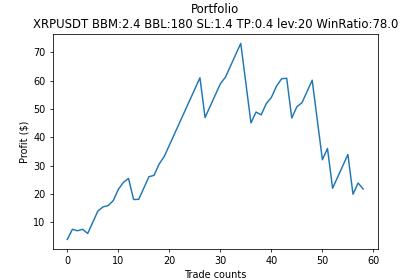 Portfolio
XRPUSDT BBM:2.4 BBL:180 SL:1.4 TP:0.4 lev:20 WinRatio:78.0
Profit ($)
70
60
50
40
30
20
10
0 10 20 30 40 50 60
Trade counts